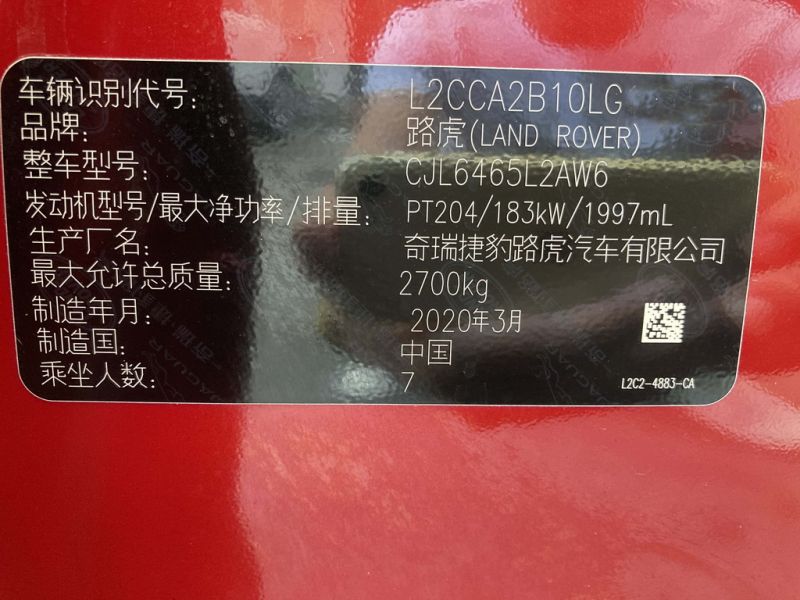 车辆识别代号: L2CCA2B10LG
品牌: 路虎(LAND ROVER)
整车型号: CJL6465L2AW6
发动机型号/最大净功率/排量: PT204/183kW/1997mL
生产厂名: 奇瑞捷豹路虎汽车有限公司
最大允许总质量: 2700kg
制造年月: 2020年3月
制造国: 中国
乘坐人数: 7
L2C2-4883-CA